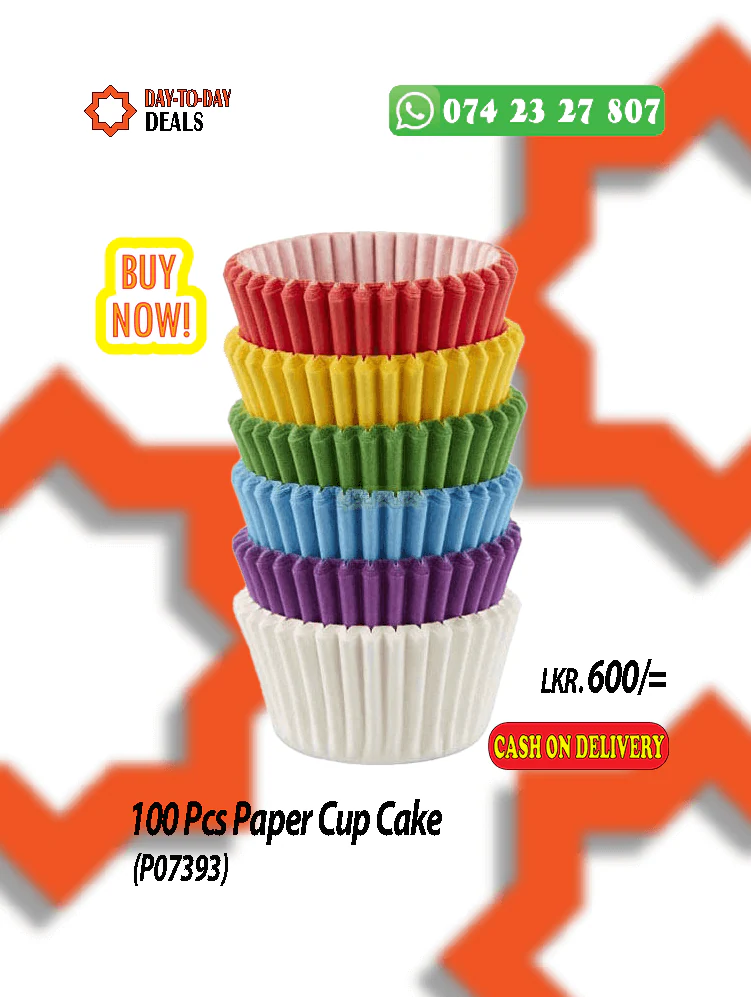 DAY-TO-DAY
DEALS
074 23 27 807
BUY
NOW!
LKR. 600/=
CASH ON DELIVERY
100 Pcs Paper Cup Cake
(P07393)